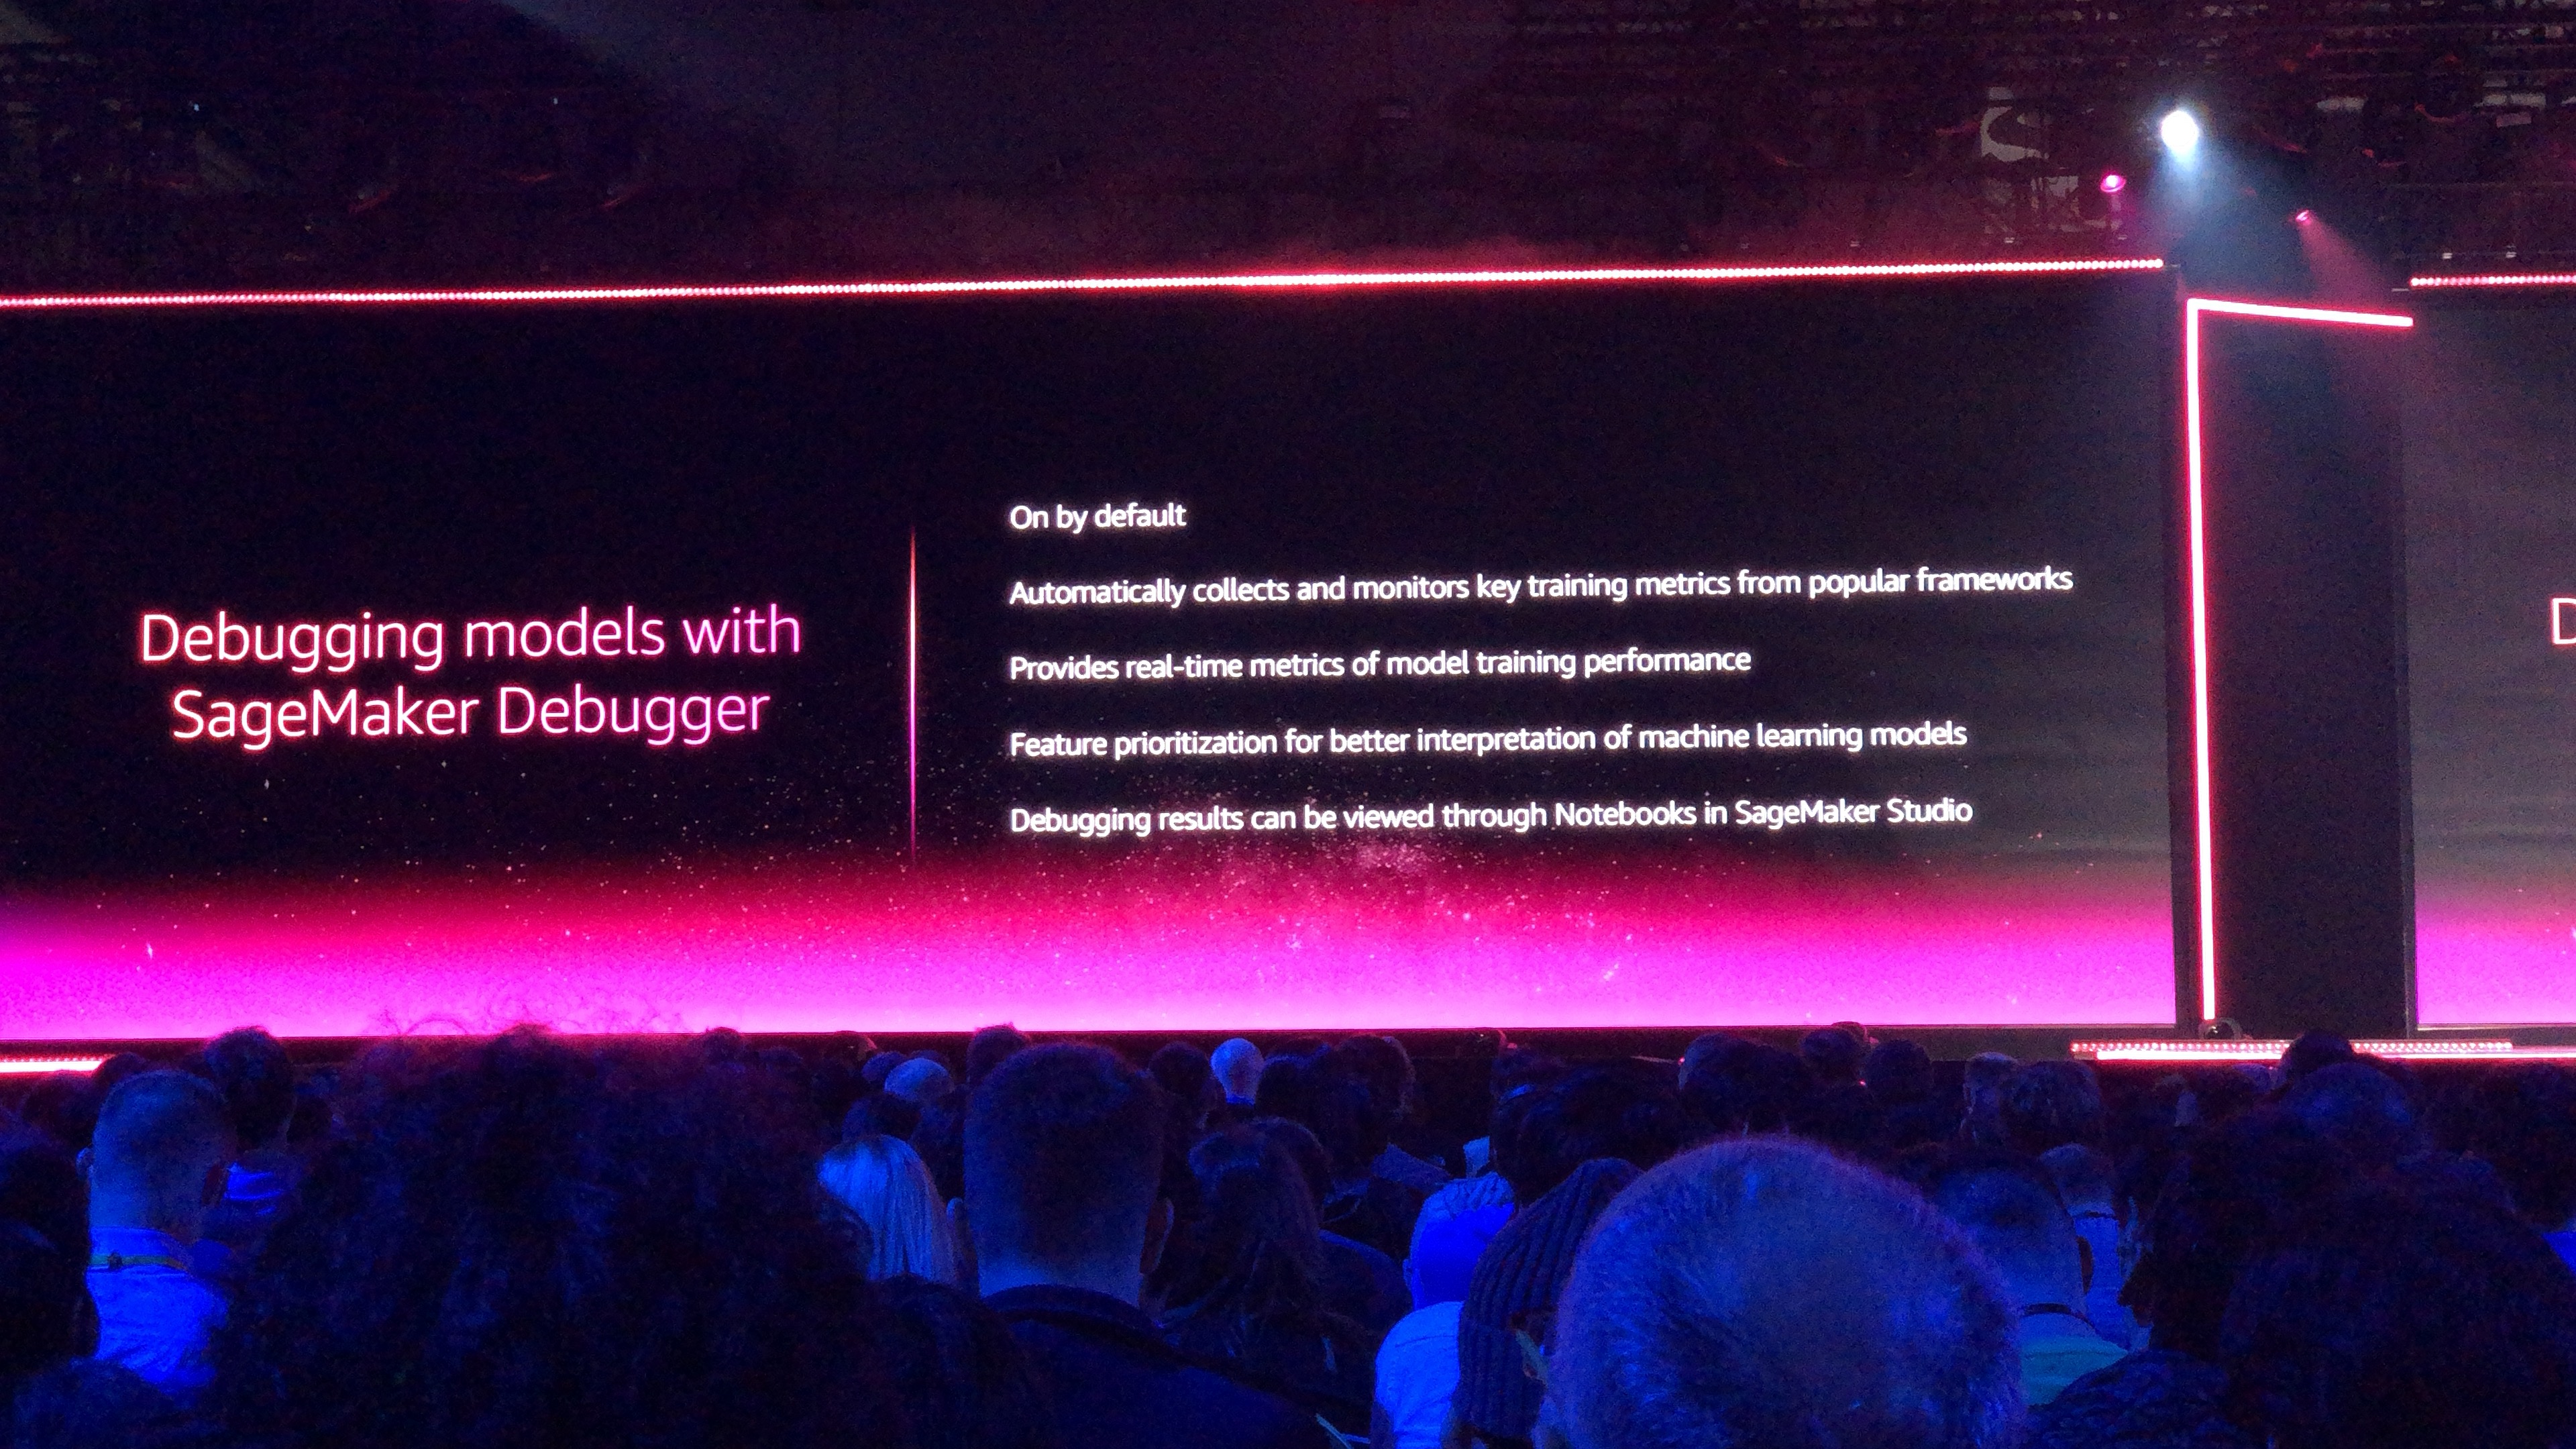 Debugging models with
SageMaker Debugger
On by default
Automatically collects and monitors key training metrics from popular frameworks
Provides real-time metrics of model training performance
Feature prioritization for better interpretation of machine learning models
Debugging results can be viewed through Notebooks in SageMaker Studio
D